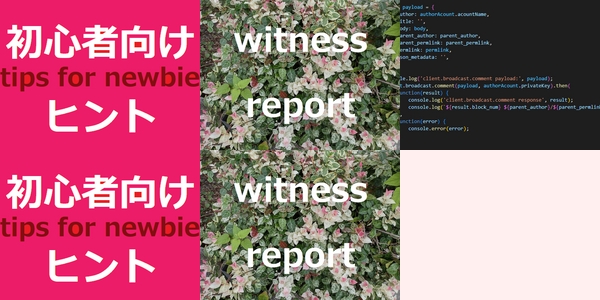 初心者向け
tips for newbie
ヒント
witness
report
payload = {
author: authorAcount.acountName,
title: '',
body: body,
parent_author: parent_author,
parent_permlink: parent_permlink,
permlink: permlink,
json_metadata: '',
console.log('client.broadcast.comment payload:', payload);
t.broadcast.comment(payload, authorAcount.privateKey).then(
function(result) {
console.log('client.broadcast.comment response', result);
console.log(`${result.block_num} ${parent_author}/${parent_permlin
function(error) {
console.error(error);
初心者向け
tips for newbie
ヒント
witness
report